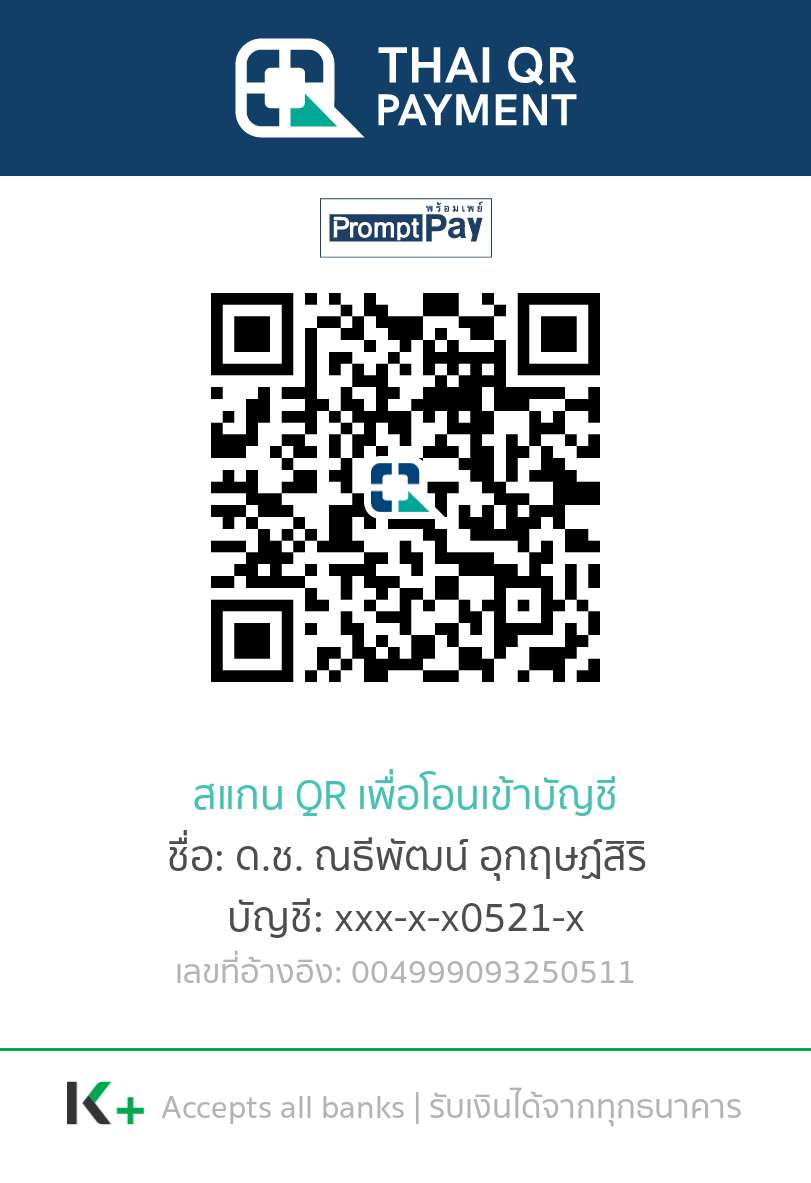 THAI QR
PAYMENT
พร้อมเพย์
PromptPay
สแกน QR เพื่อโอนเข้าบัญชี
ชื่อ: ด.ช. ณธีพัฒน์ อุกฤษฏ์สิริ
บัญชี: xxx-x-x0521-x
เลขที่อ้างอิง: 004999093250511
K+ Accepts all banks | รับเงินได้จากทุกธนาคาร